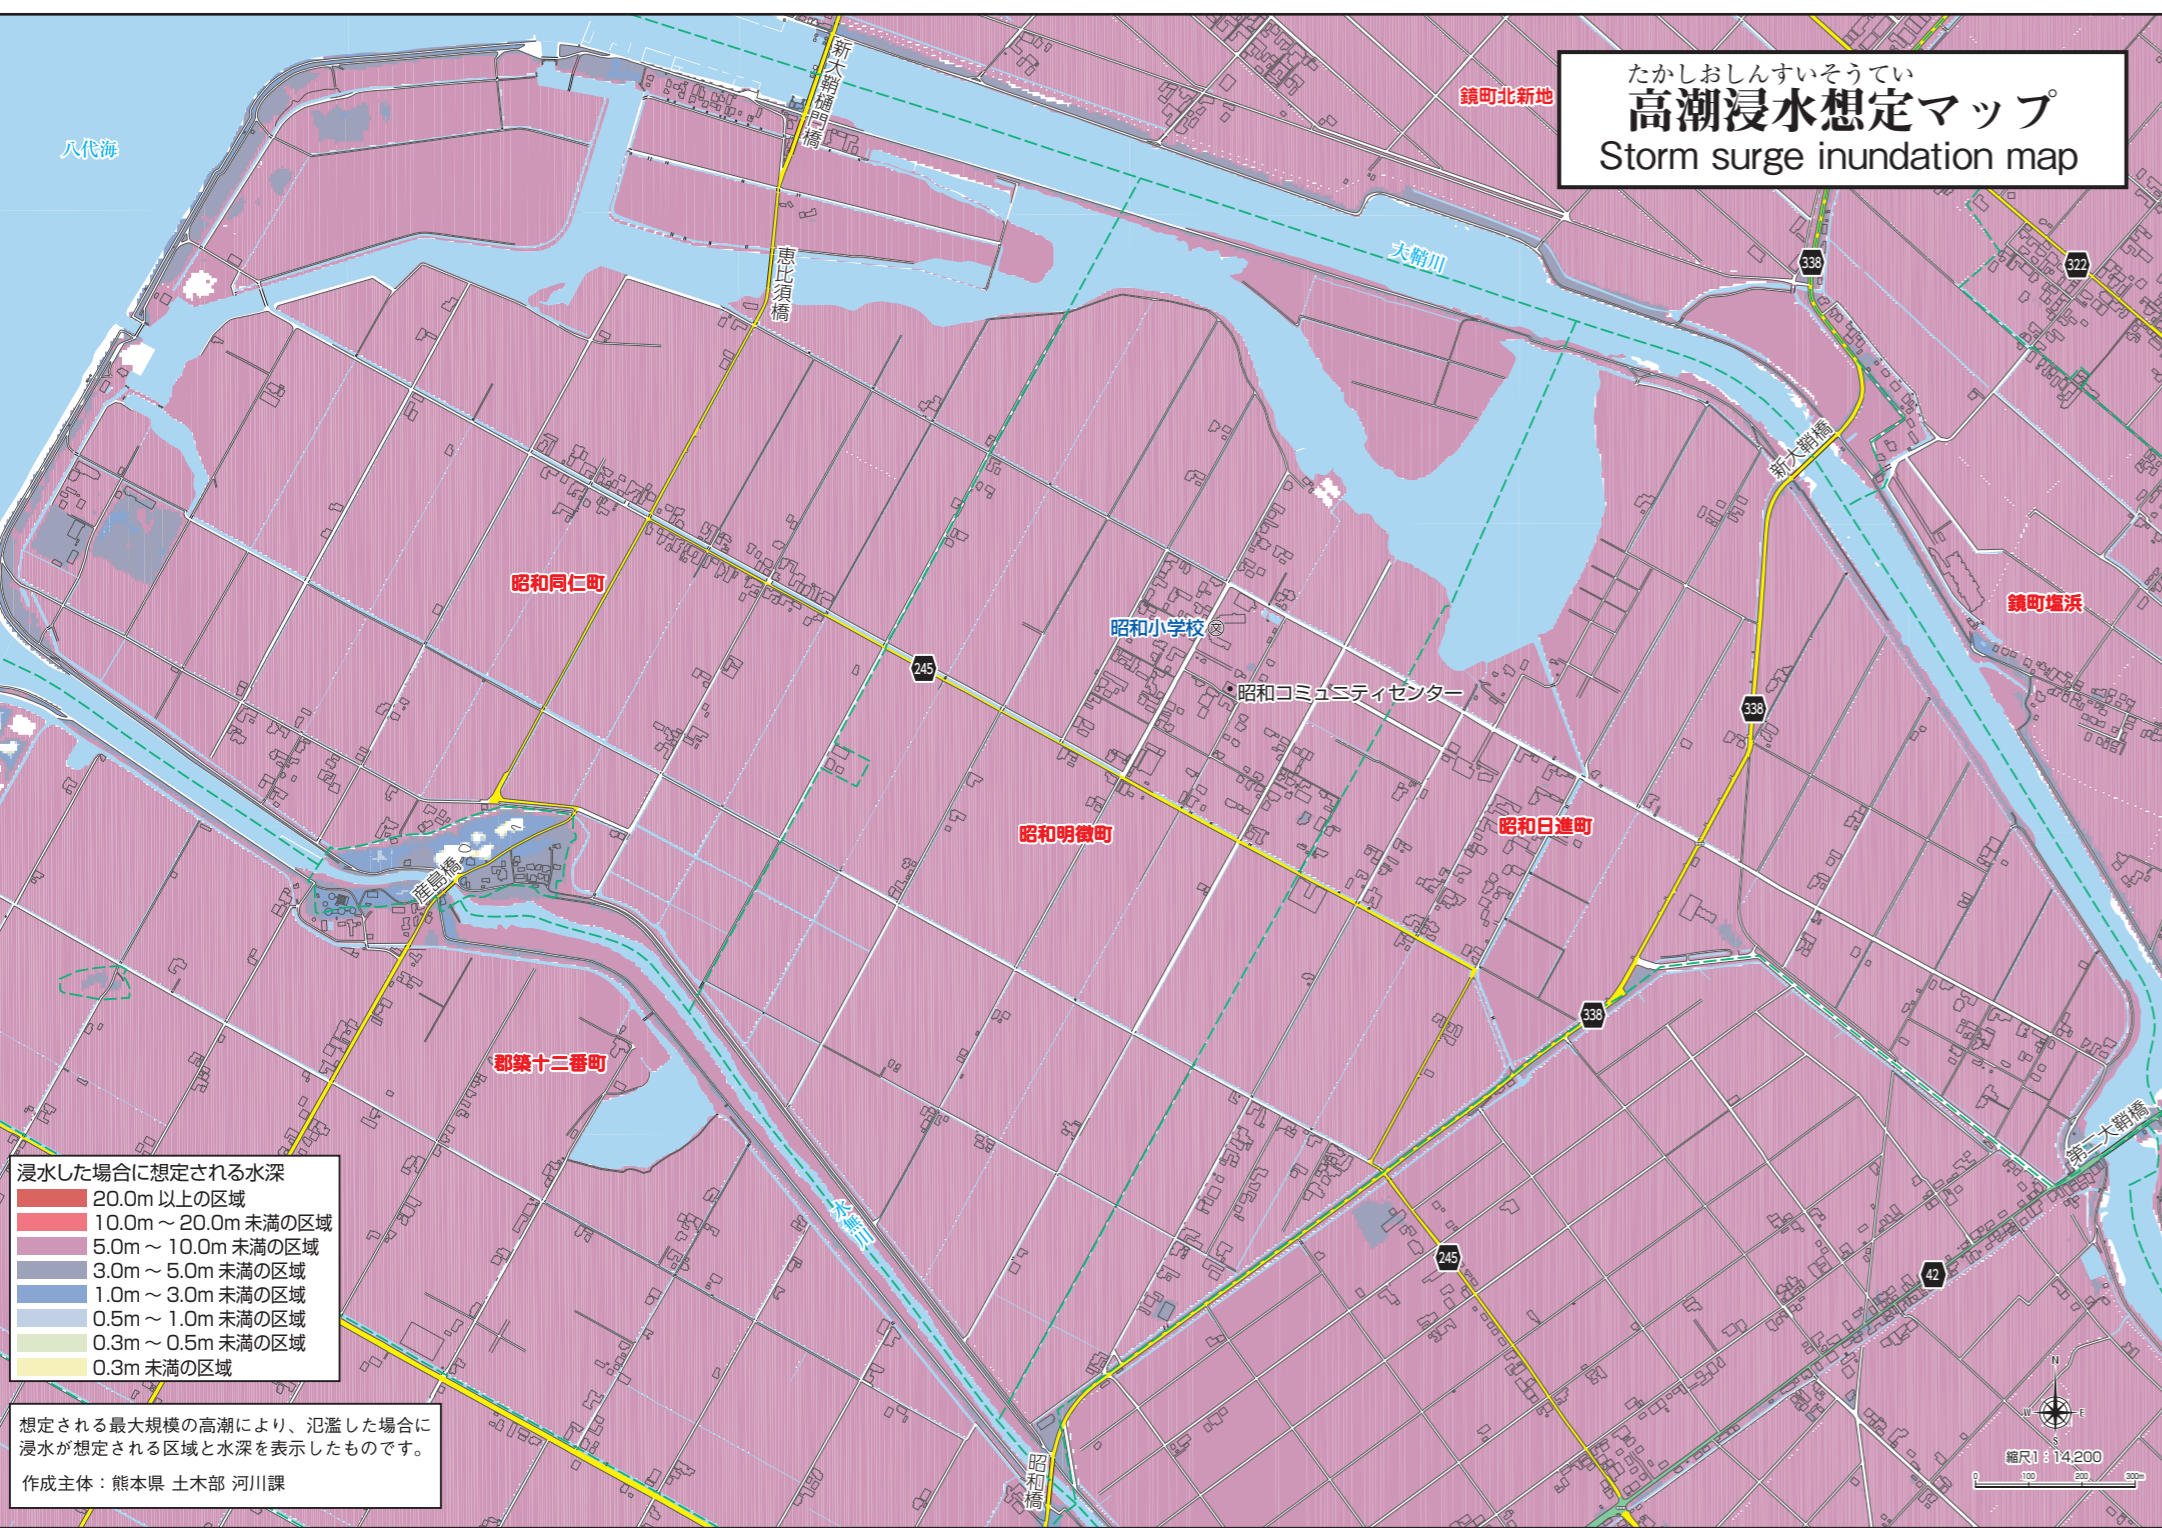 たかしおしんすいそうてい
高潮浸水想定マップ
Storm surge inundation map
八代海
新大鞘樋門橋
鏡町北新地
恵比須橋
大鞘川
338
322
新大鞘橋
昭和同仁町
鏡町塩浜
昭和小学校
文
245
昭和コミュニティセンター
338
昭和明徴町
昭和日進町
産島橋
338
郡築十二番町
第二大鞘橋
水無川
245
42
昭和橋
浸水した場合に想定される水深
20.0m 以上の区域
10.0m ～ 20.0m 未満の区域
5.0m ～ 10.0m 未満の区域
3.0m ～ 5.0m 未満の区域
1.0m ～ 3.0m 未満の区域
0.5m ～ 1.0m 未満の区域
0.3m ～ 0.5m 未満の区域
0.3m 未満の区域
想定される最大規模の高潮により、氾濫した場合に
浸水が想定される区域と水深を表示したものです。
作成主体：熊本県 土木部 河川課
N
W E
S
縮尺1：14,200
0 100 200 300m